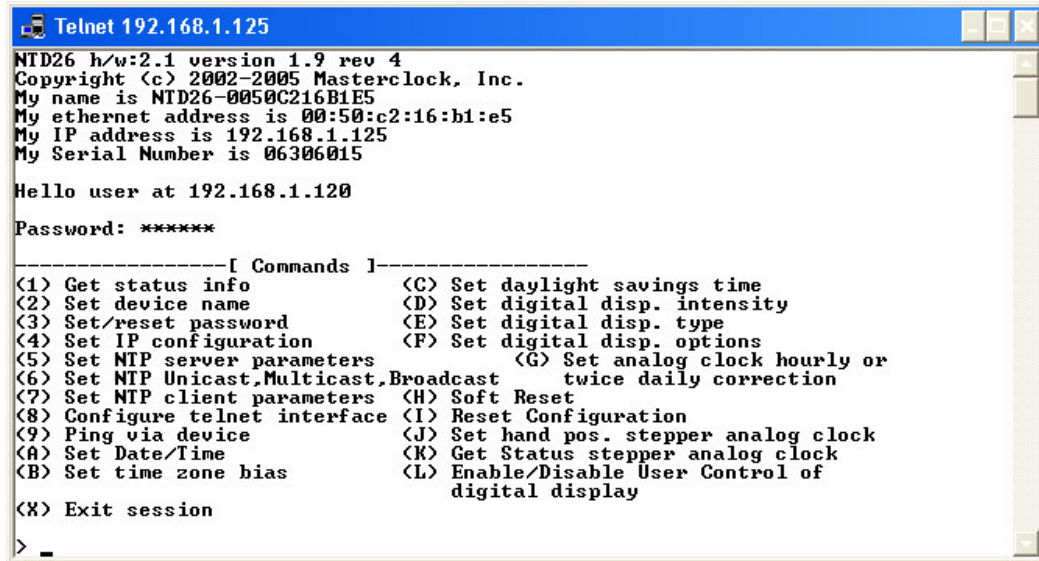 Telnet 192.168.1.125
NTD26 h/w:2.1 version 1.9 rev 4
Copyright (c) 2002-2005 Masterclock, Inc.
My name is NTD26-0050C216B1E5
My ethernet address is 00:50:c2:16:b1:e5
My IP address is 192.168.1.125
My Serial Number is 06306015
Hello user at 192.168.1.120
Password: ******
------------------[ Commands ]------------------
(1) Get status info (C) Set daylight savings time
(2) Set device name (D) Set digital disp. intensity
(3) Set/reset password (E) Set digital disp. type
(4) Set IP configuration (F) Set digital disp. options
(5) Set NTP server parameters (G) Set analog clock hourly or
(6) Set NTP Unicast,Multicast,Broadcast twice daily correction
(7) Set NTP client parameters (H) Soft Reset
(8) Configure telnet interface (I) Reset Configuration
(9) Ping via device (J) Set hand pos. stepper analog clock
(A) Set Date/Time (K) Get Status stepper analog clock
(B) Set time zone bias (L) Enable/Disable User Control of
digital display
(X) Exit session
> _